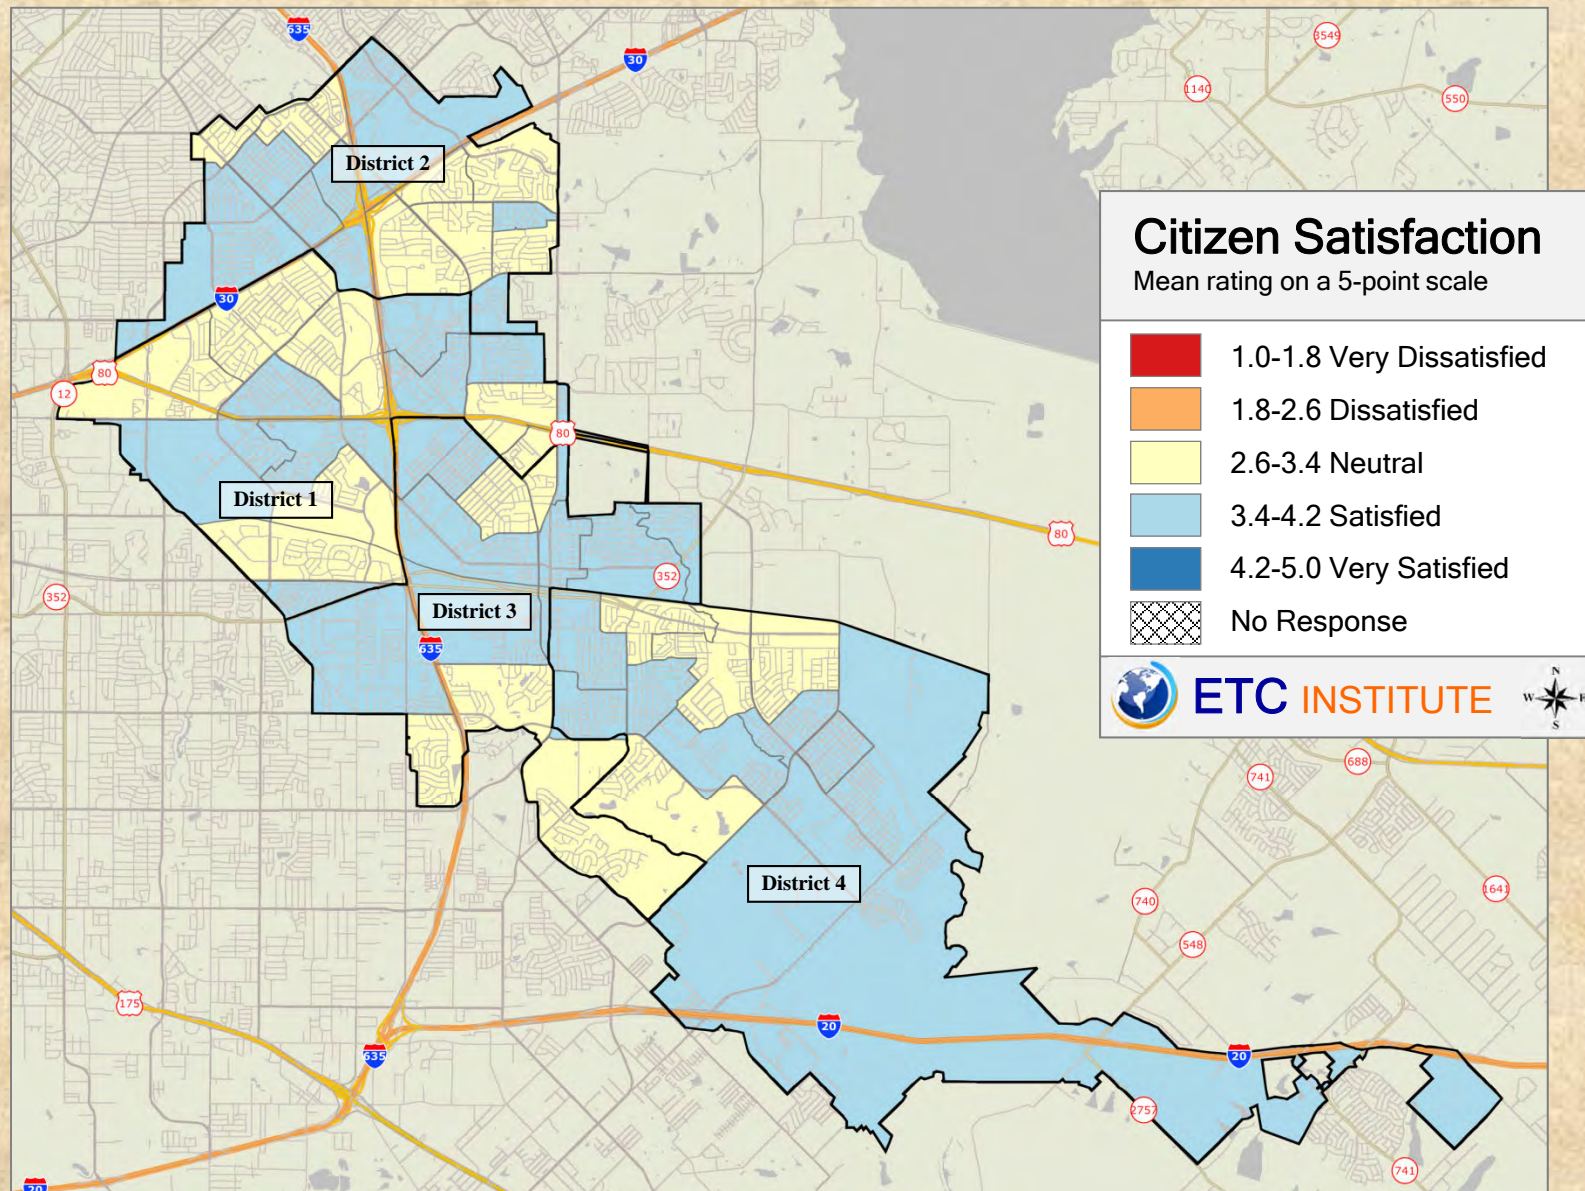 635
30
3549
1140
550
District 2
Citizen Satisfaction
Mean rating on a 5-point scale
30
1.0-1.8 Very Dissatisfied
80
12
1.8-2.6 Dissatisfied
80
2.6-3.4 Neutral
District 1
3.4-4.2 Satisfied
80
352
352
4.2-5.0 Very Satisfied
District 3
No Response
635
ETC INSTITUTE
N
W
E
S
688
741
District 4
1641
740
548
175
20
635
20
2757
741
20